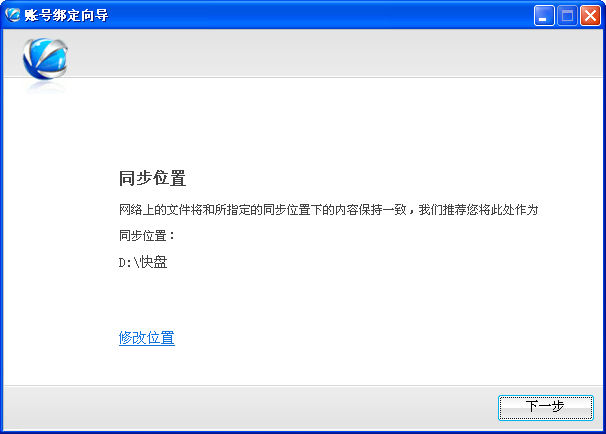 账号绑定向导
同步位置
网络上的文件将和所指定的同步位置下的内容保持一致，我们推荐您将此处作为
同步位置：
D:\快盘
修改位置
下一步